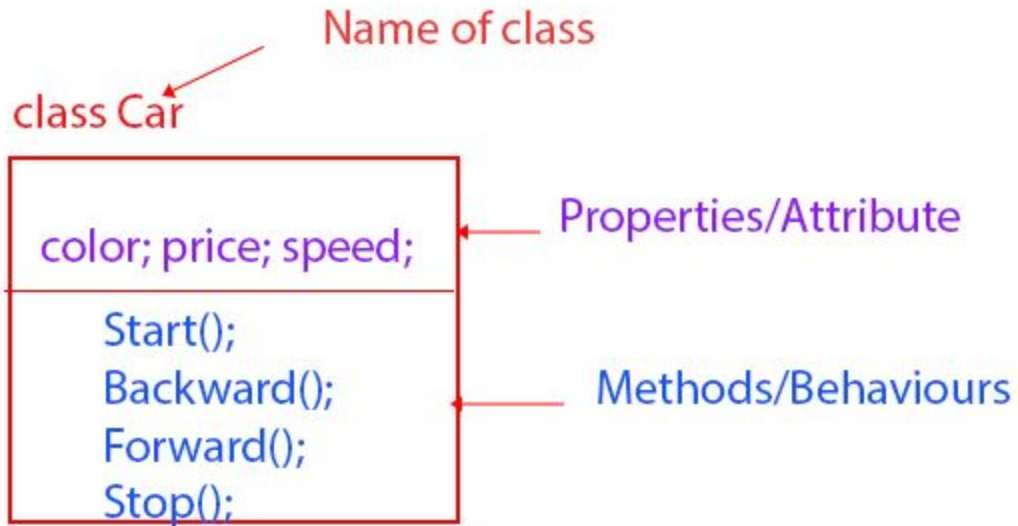 Name of class
class Car
Properties/Attribute
color; price; speed;
Start();
Backward();
Methods/Behaviours
Forward();
Stop();